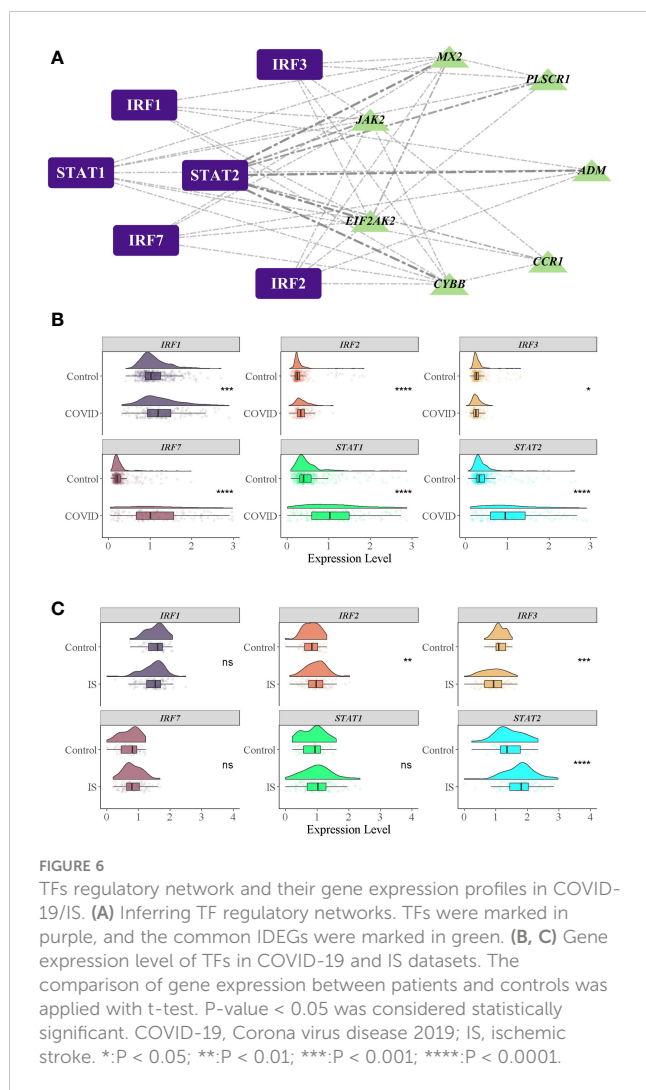 A
IRF3
MX2
PLSCR1
IRF1
JAK2
STAT1
STAT2
ADM
EIF2AK2
IRF7
CCR1
IRF2
CYBB
B
IRF1
IRF2
IRF3
Control
Control
Control
***
****
*
COVID
COVID
COVID
IRF7
STAT1
STAT2
Control
Control
Control
****
****
****
COVID
COVID
COVID
0 1 2 3
0 1 2 3
0 1 2 3
Expression Level
C
IRF1
IRF2
IRF3
Control
Control
Control
ns
**
***
IS
IS
IS
IRF7
STAT1
STAT2
Control
Control
Control
ns
ns
****
IS
IS
IS
0 1 2 3 4
0 1 2 3 4
0 1 2 3 4
Expression Level
FIGURE 6
TFs regulatory network and their gene expression profiles in COVID-
19/IS. (A) Inferring TF regulatory networks. TFs were marked in
purple, and the common IDEGs were marked in green. (B, C) Gene
expression level of TFs in COVID-19 and IS datasets. The
comparison of gene expression between patients and controls was
applied with t-test. P-value < 0.05 was considered statistically
significant. COVID-19, Corona virus disease 2019; IS, ischemic
stroke. *:P < 0.05; **:P < 0.01; ***:P < 0.001; ****:P < 0.0001.